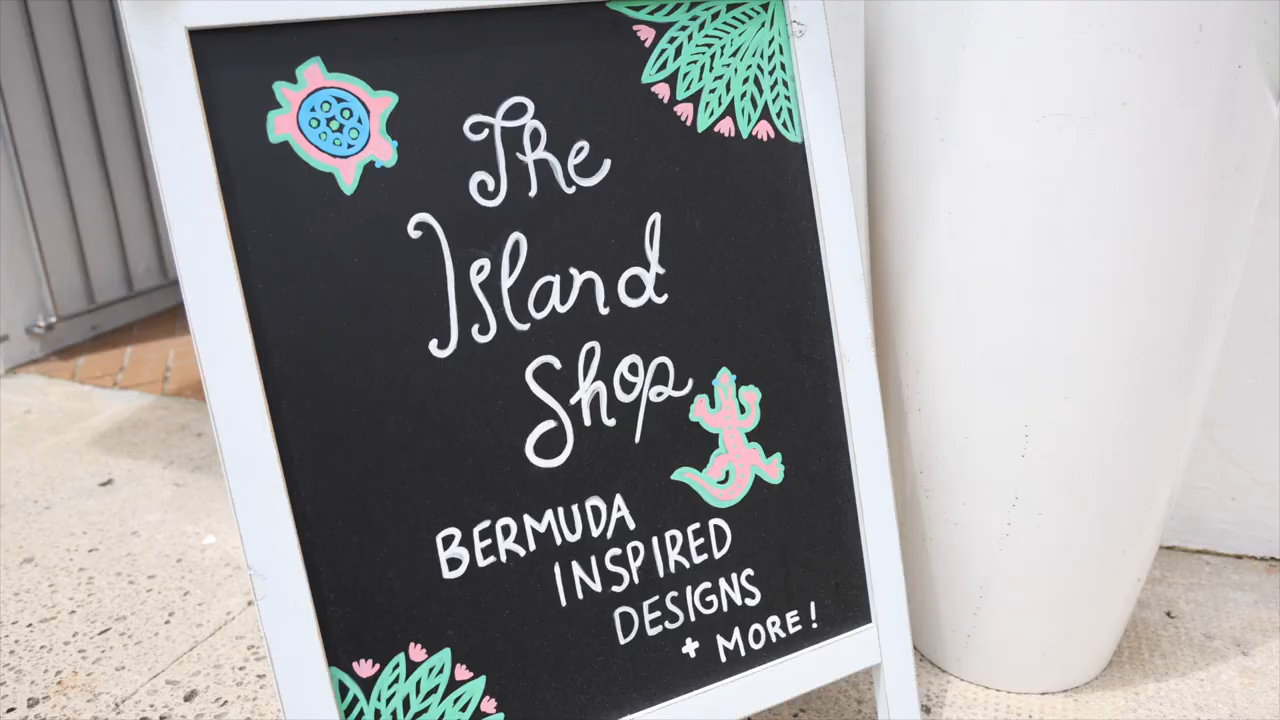 The
Island
Shop
BERMUDA
INSPIRED
DESIGNS
+ MORE!